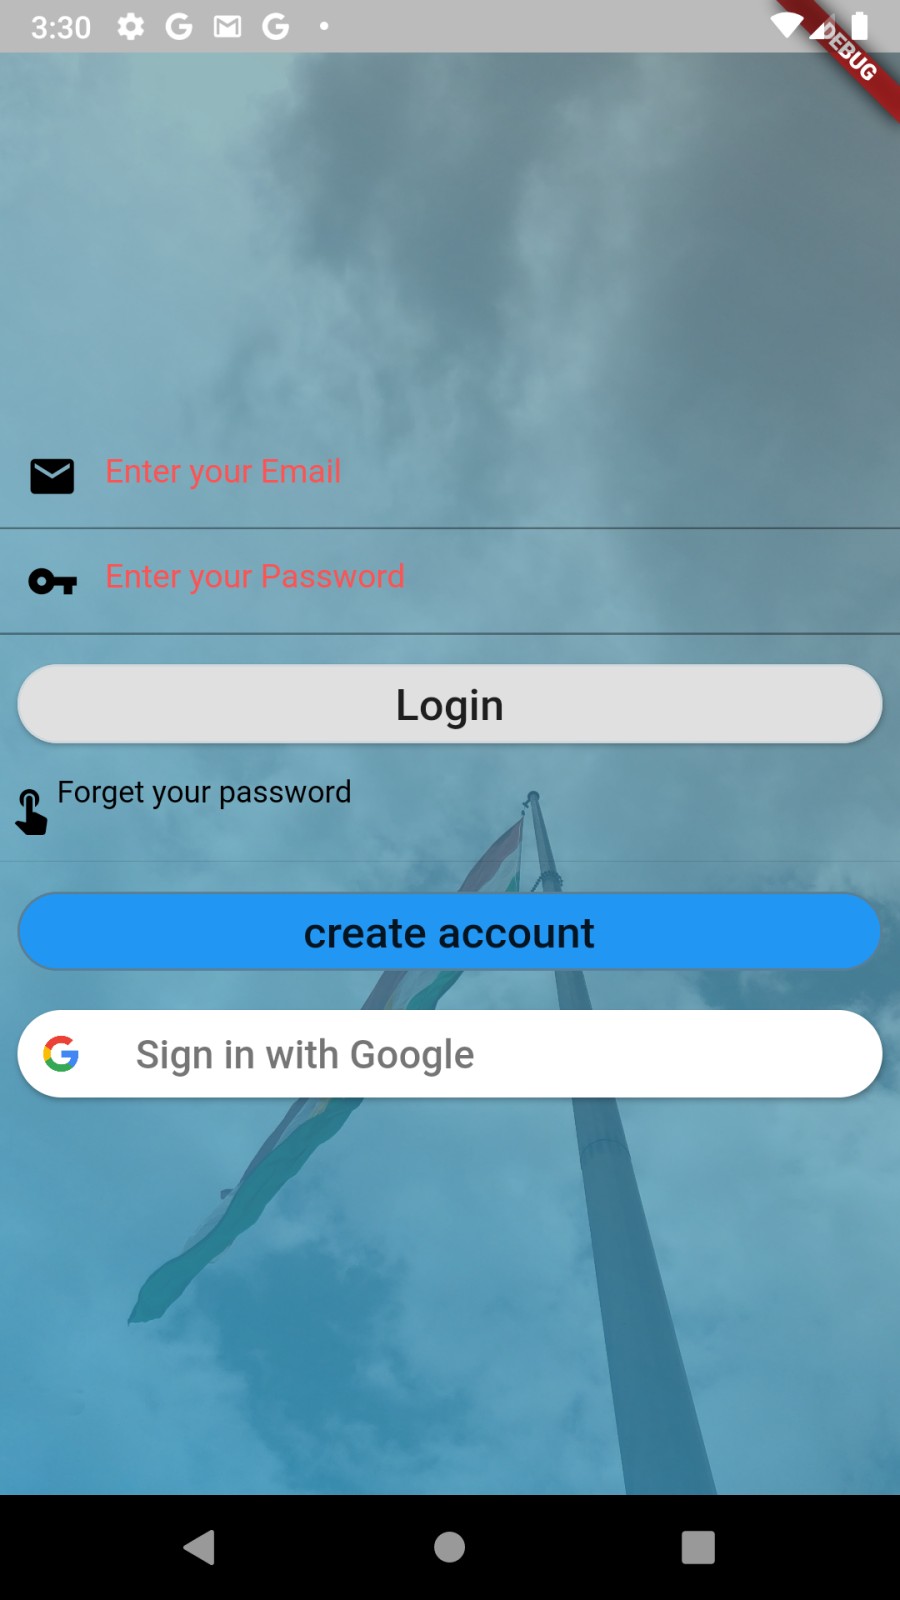 3:30
DEBUG
Enter your Email
Enter your Password
Login
Forget your password
create account
Sign in with Google